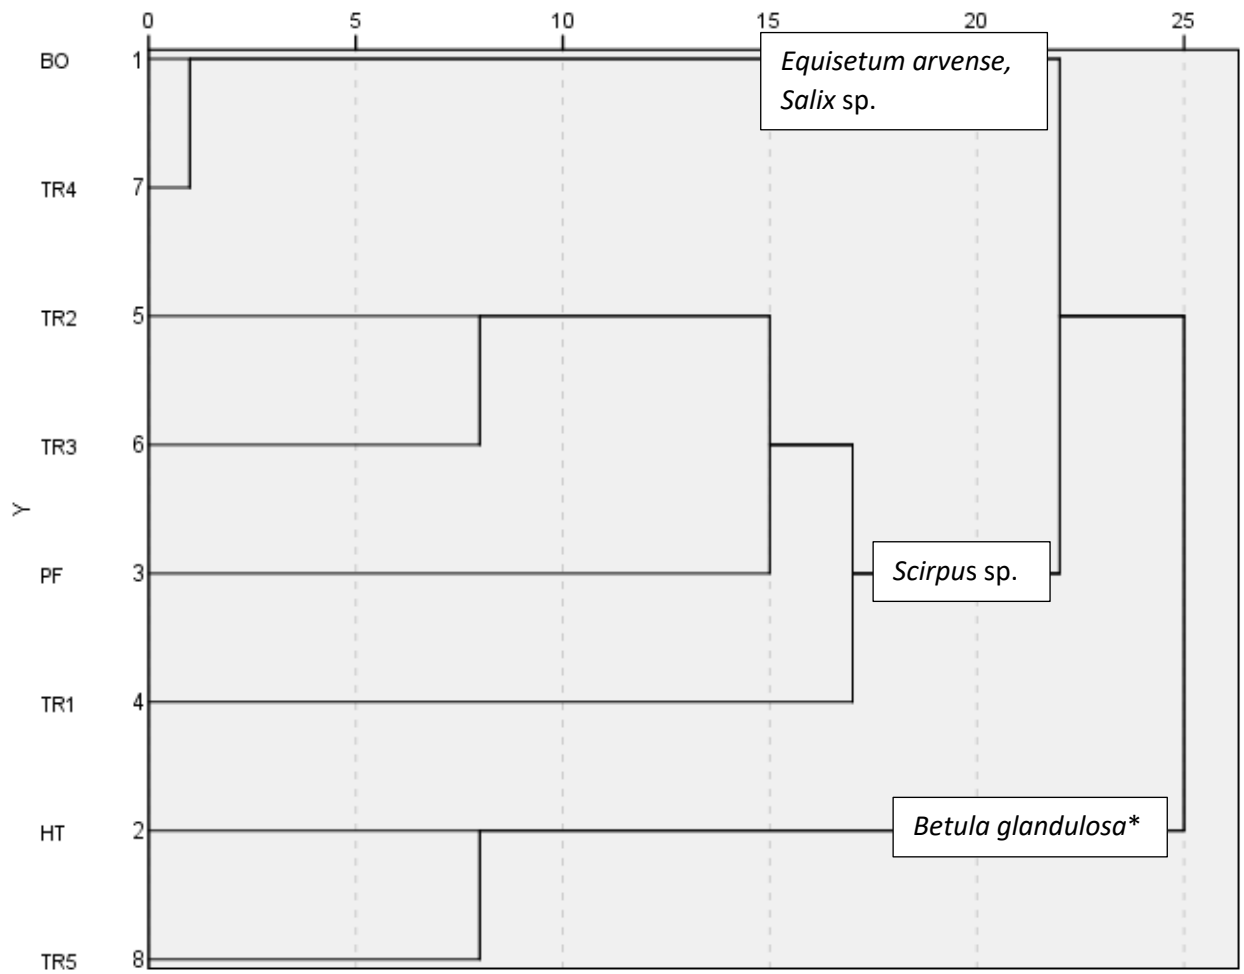 0 5 10 15 20 25
BO 1
Equisetum arvense,
Salix sp.
TR4 7
TR2 5
TR3 6
Y
PF 3
Scirpus sp.
TR1 4
HT 2
Betula glandulosa*
TR5 8